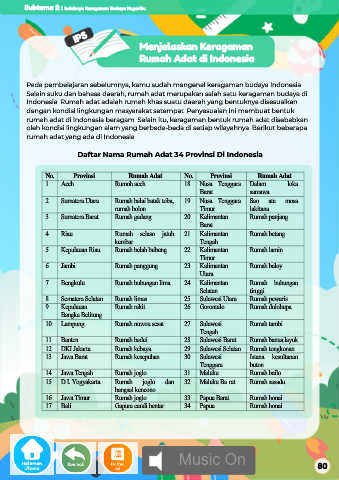 Subtema 2 : Indahnya Keragaman Budaya Negeriku
IPS
Menjelaskan Keragaman
Rumah Adat di Indonesia
Pada pembelajaran sebelumnya, kamu sudah mengenal keragaman budaya Indonesia
Selain suku dan bahasa daerah, rumah adat merupakan salah satu keragaman budaya di
Indonesia Rumah adat adalah rumah khas suatu daerah yang bentuknya disesuaikan
dengan kondisi lingkungan masyarakat setempat. Penyesuaian ini membuat bentuk
rumah adat di Indonesia beragam Selain itu, keragaman bentuk rumah adat disebabkan
oleh kondisi lingkungan alam yang berbeda-beda di setiap wilayahnya Berikut beberapa
rumah adat yang ada di Indonesia
Daftar Nama Rumah Adat 34 Provinsi Di Indonesia
No. Provinsi Rumah Adat No. Provinsi Rumah Adat
1 Aceh Rumah aceh 18 Nusa Tenggara Dalam loka
Barat samawa
2 Sumatera Utara Rumah balai batak toba, 19 Nusa Tenggara Sao ata mosa
rumah bolon Timur lakitana
3 Sumatera Barat Rumah gadang 20 Kalimantan Rumah panjang
Barat
4 Riau Rumah selaso jatuh 21 Kalimantan Rumah betang
kembar Tengah
5 Kepulauan Riau Rumah belah bubung 22 Kalimantan Rumah lamin
Timur
6 Jambi Rumah panggung 23 Kalimantan Rumah baloy
Utara
7 Bengkulu Rumah bubungan lima 24 Kalimantan Rumah bubungan
Selatan tinggi
8 Sumatera Selatan Rumah limas 25 Sulawesi Utara Rumah pewaris
9 Kepulauan Rumah rakit 26 Gorontalo Rumah dulohupa
Bangka Belitung
10 Lampung Rumah nuwou sesat 27 Sulawesi Rumah tambi
Tengah
11 Banten Rumah badui 28 Sulawesi Barat Rumah banua layuk
12 DKI Jakarta Rumah kebaya 29 Sulawesi Selatan Rumah tongkonan
13 Jawa Barat Rumah kasepuhan 30 Sulawesi Istana kesultanan
Tenggara buton
14 Jawa Tengah Rumah joglo 31 Maluku Rumah bailo
15 D.I. Yogyakarta Rumah joglo dan 32 Maluku Ba rat Rumah sasadu
bangsal kencono
16 Jawa Timur Rumah joglo 33 Papua Barat Rumah honai
17 Bali Gapura candi bentar 34 Papua Rumah honai
Halaman
Utama
Kembali
Music On
80